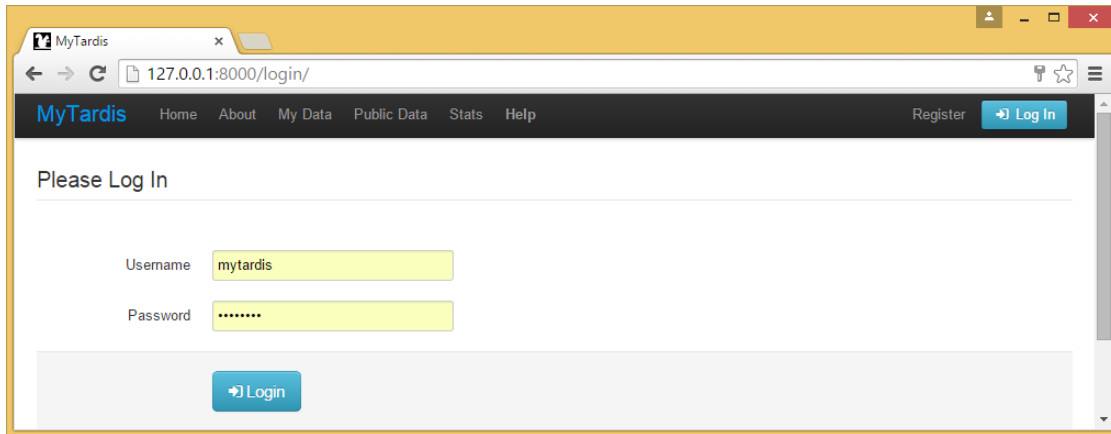 MyTardis
127.0.0.1:8000/login/
MyTardis Home About My Data Public Data Stats Help Register Log In
Please Log In
Username mytardis
Password ••••••••
Login